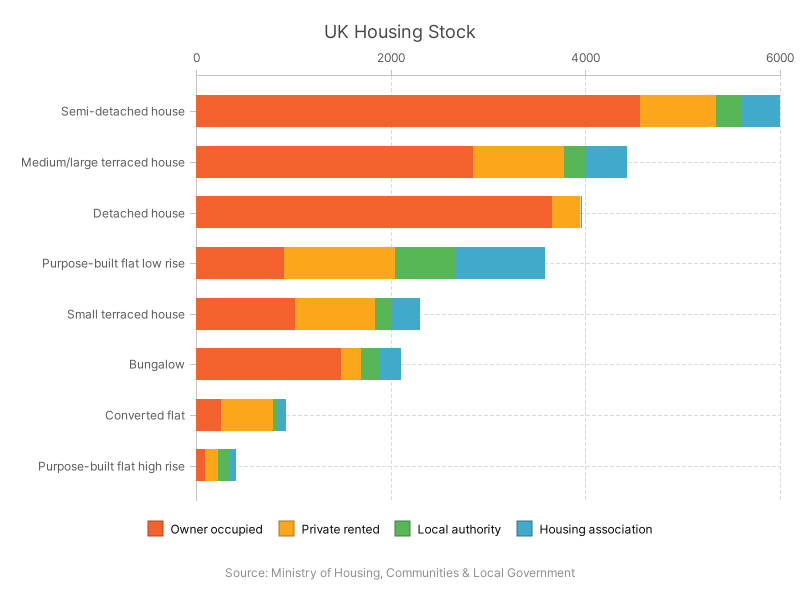 UK Housing Stock
0 2000 4000 6000
Semi-detached house
Medium/large terraced house
Detached house
Purpose-built flat low rise
Small terraced house
Bungalow
Converted flat
Purpose-built flat high rise
Owner occupied Private rented Local authority Housing association
Source: Ministry of Housing, Communities & Local Government